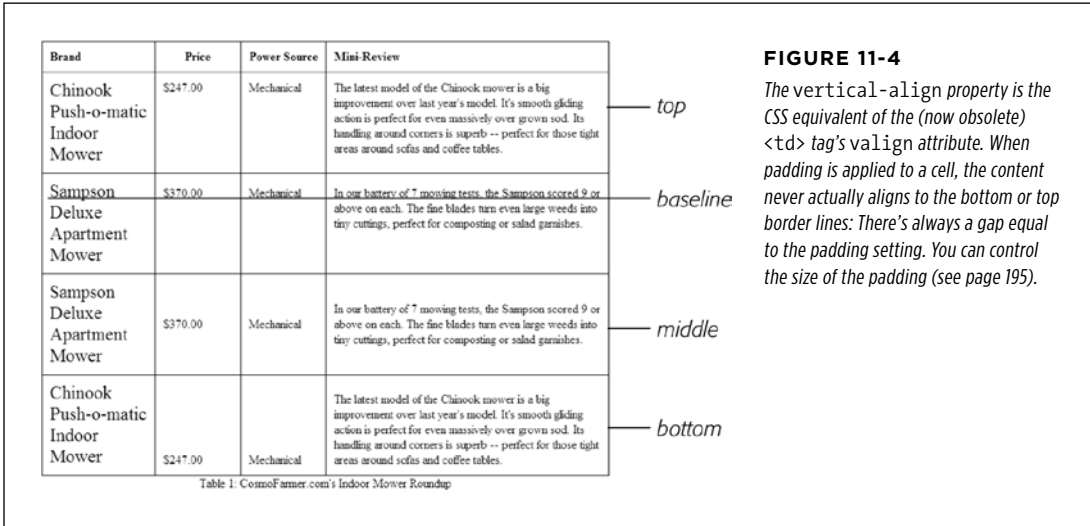 Brand Price Power Source Mini-Review
Chinook
Push-o-matic
Indoor
Mower
$247.00
Mechanical
The latest model of the Chinook mower is a big
improvement over last year's model. It's smooth gliding
action is perfect for even massively over grown sod. Its
handling around corners is superb -- perfect for those tight
areas around sofas and coffee tables.
top
Sampson
Deluxe
Apartment
Mower
$370.00
Mechanical
In our battery of 7 mowing tests, the Sampson scored 9 or
above on each. The fine blades turn even large weeds into
tiny cuttings, perfect for composting or salad garnishes.
baseline
Sampson
Deluxe
Apartment
Mower
$370.00
Mechanical
In our battery of 7 mowing tests, the Sampson scored 9 or
above on each. The fine blades turn even large weeds into
tiny cuttings, perfect for composting or salad garnishes.
middle
Chinook
Push-o-matic
Indoor
Mower
$247.00
Mechanical
The latest model of the Chinook mower is a big
improvement over last year's model. It's smooth gliding
action is perfect for even massively over grown sod. Its
handling around corners is superb -- perfect for those tight
areas around sofas and coffee tables.
bottom
Table 1: CosmoFarmer.com's Indoor Mower Roundup
FIGURE 11-4
The vertical-align property is the
CSS equivalent of the (now obsolete)
<td> tag's valign attribute. When
padding is applied to a cell, the content
never actually aligns to the bottom or top
border lines: There's always a gap equal
to the padding setting. You can control
the size of the padding (see page 195).